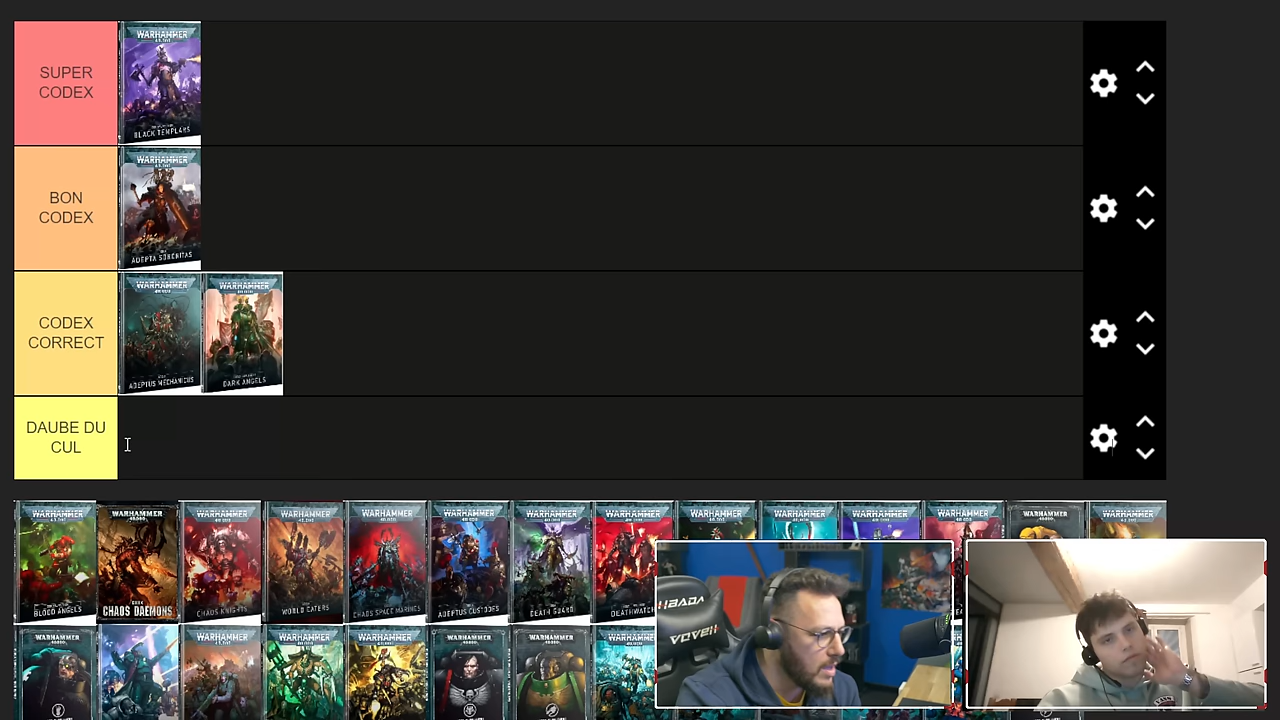 SUPER
CODEX
WARHAMMER
BLACK TEMPLARS
BON
CODEX
WARHAMMER
ADEPTA SORORITAS
CODEX
CORRECT
WARHAMMER
ADEPTUS MECHANICUS
WARHAMMER
DARK ANGELS
DAUBE DU
CUL
WARHAMMER
BLOOD ANGELS
WARHAMMER
CHAOS DAEMONS
WARHAMMER
CHAOS KNIGHTS
WARHAMMER
WORLD EATERS
WARHAMMER
CHAOS SPACE MARINES
WARHAMMER
ADEPTUS CUSTODES
WARHAMMER
DEATH GUARD
WARHAMMER
DEATHWATCH
WARHAMMER
WARHAMMER
WARHAMMER
WARHAMMER
WARHAMMER
WARHAMMER
WARHAMMER
WARHAMMER
WARHAMMER
WARHAMMER
WARHAMMER
WARHAMMER
WARHAMMER
WARHAMMER